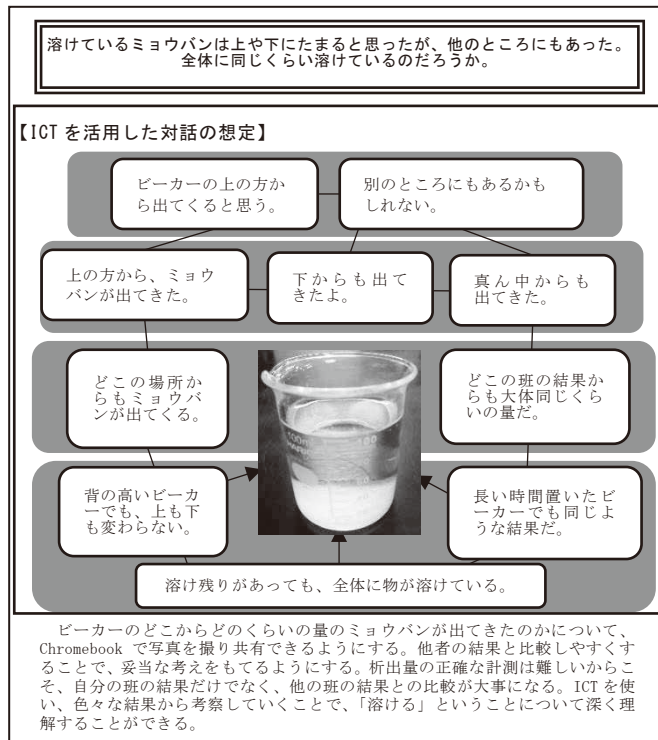 溶けているミョウバンは上や下にたまると思ったが、他のところにもあった。
全体に同じくらい溶けているのだろうか。
【ICTを活用した対話の想定】
ビーカーの上の方か
ら出てくると思う。
別のところにもあるかも
しれない。
上の方から、ミョウ
バンが出てきた。
下からも出て
きたよ。
真ん中からも
出てきた。
どこの場所か
らもミョウバ
ンが出てくる。
どこの班の結果か
らも大体同じくら
いの量だ。
背の高いビーカ
ーでも、上も下
も変わらない。
長い時間置いたビ
ーカーでも同じよ
うな結果だ。
溶け残りがあっても、全体に物が溶けている。
ビーカーのどこからどのくらいの量のミョウバンが出てきたのかについて、
Chromebook で写真を撮り共有できるようにする。他者の結果と比較しやすくす
ることで、妥当な考えをもてるようにする。析出量の正確な計測は難しいからこ
そ、自分の班の結果だけでなく、他の班の結果との比較が大事になる。ICTを使
い、色々な結果から考察していくことで、「溶ける」ということについて深く理
解することができる。